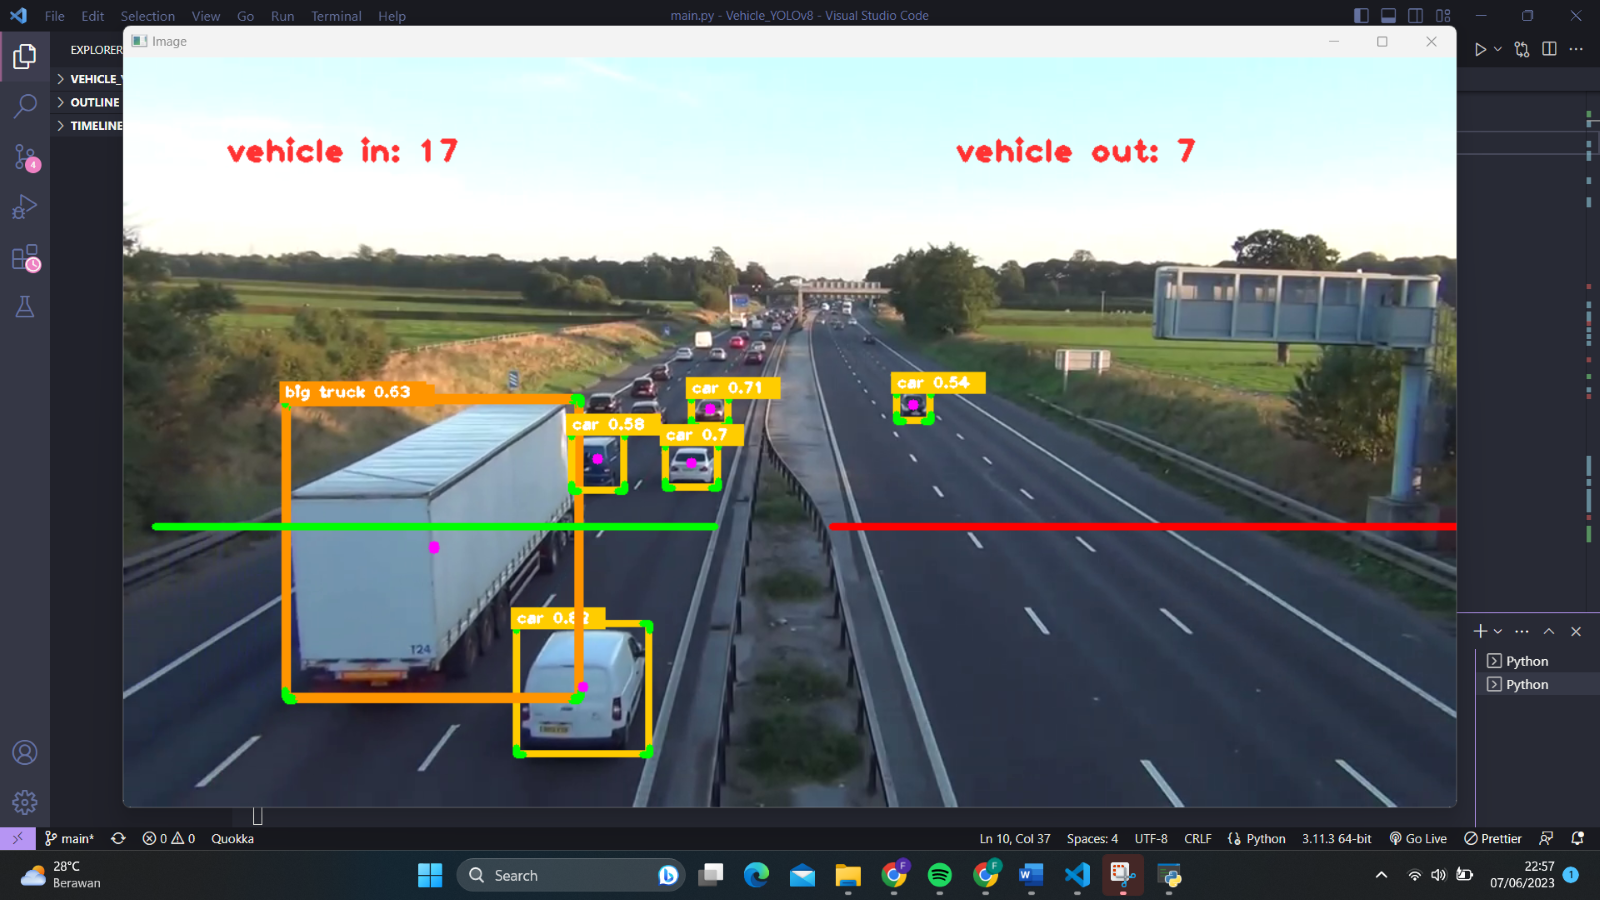 File Edit Selection View Go Run Terminal Help
main.py - Vehicle_YOLOv8 - Visual Studio Code
EXPLORER
Image
VEHICLE_
OUTLINE
TIMELINE
4
vehicle in: 17
vehicle out: 7
big truck 0.63
car 0.71
car 0.54
car 0.58
car 0.7
T24
Python
Python
main*
0 0
Quokka
Ln 10, Col 37
Spaces: 4
UTF-8
CRLF
Python
3.11.3 64-bit
Go Live
Prettier
28°C
Berawan
Search
F
F
22:57
07/06/2023
1